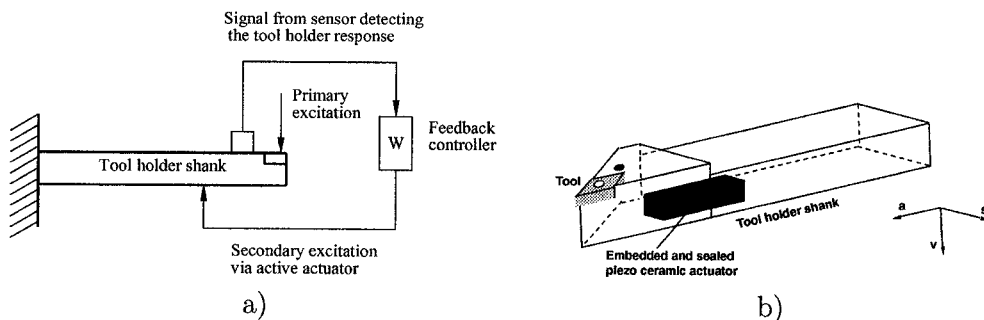 Signal from sensor detecting
the tool holder response
Primary
excitation
W
Feedback
controller
Tool holder shank
Secondary excitation
via active actuator
a)
Tool
Tool holder shank
Embedded and sealed
piezo ceramic actuator
a
s
v
b)